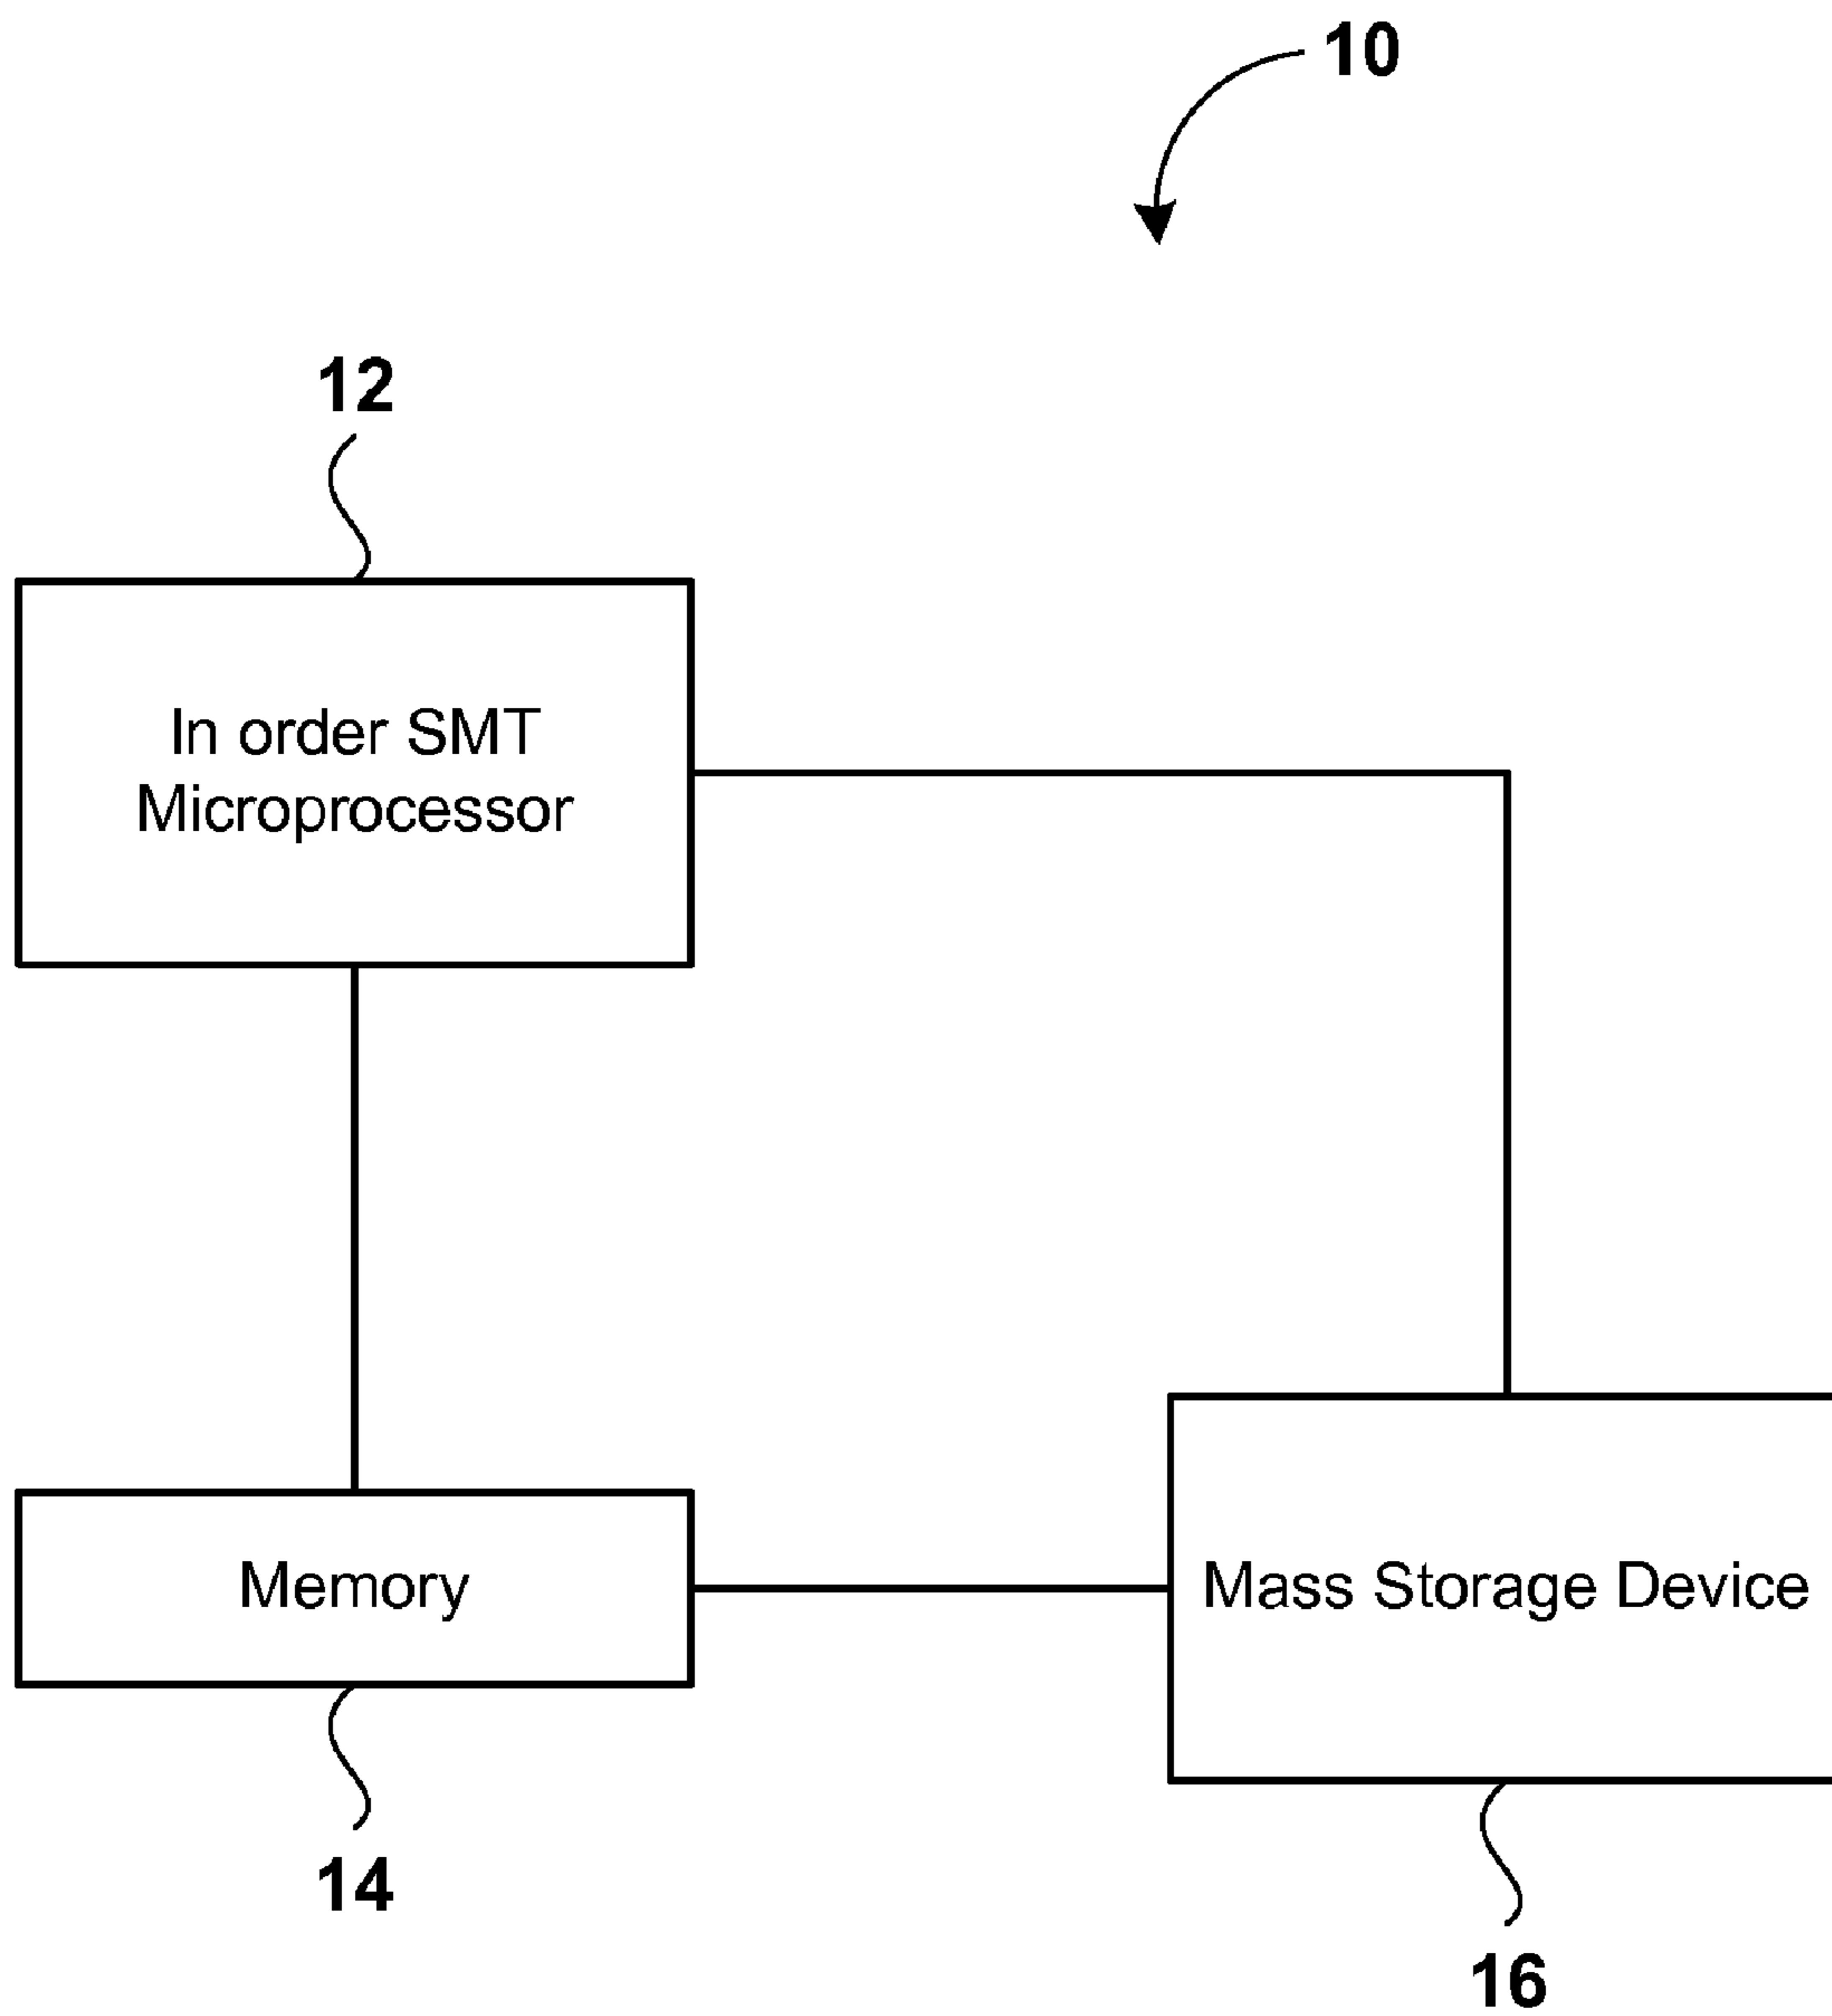 10
12
In order SMT
Microprocessor
Memory
Mass Storage Device
14
16